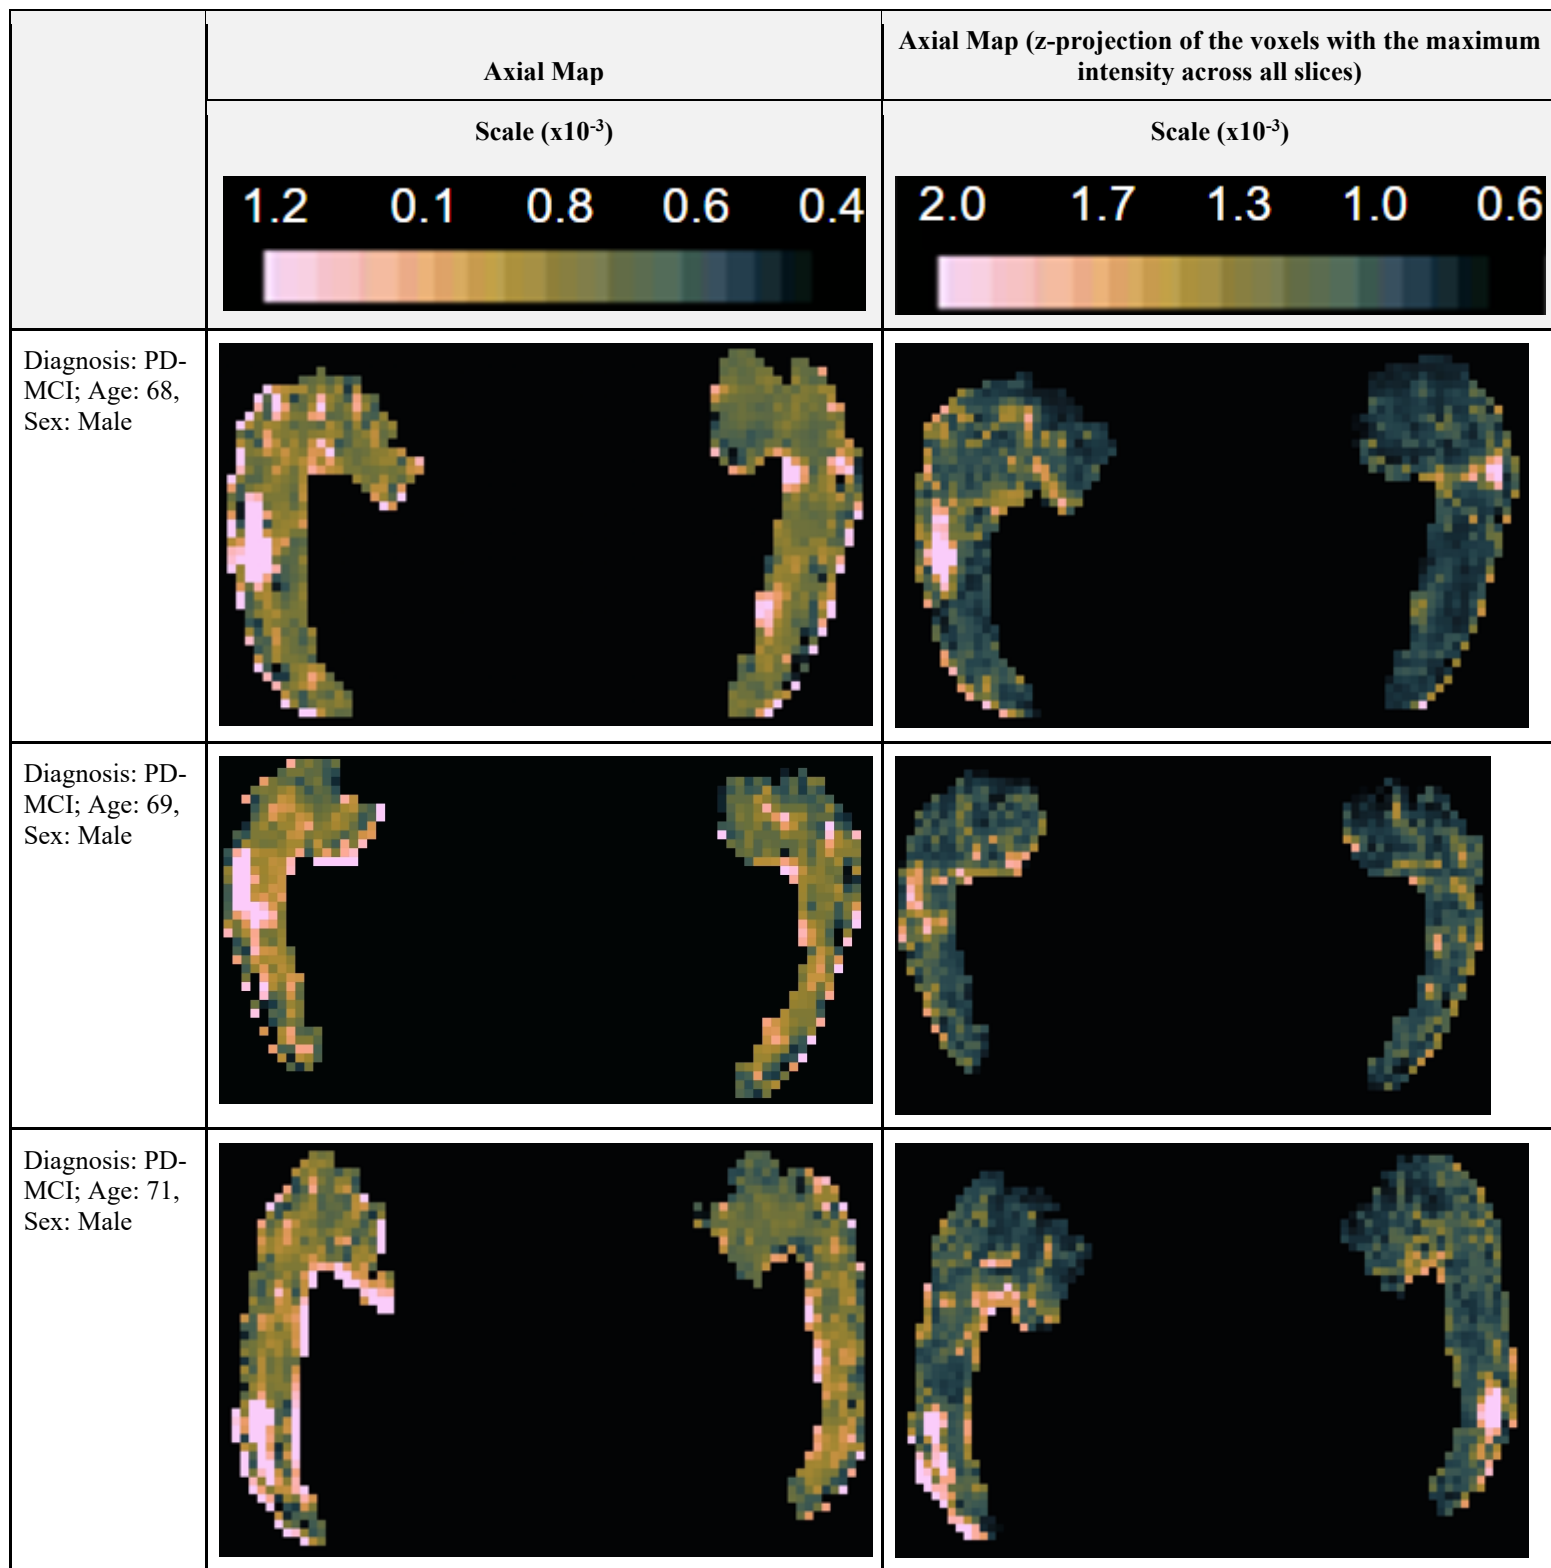 Axial Map
Axial Map (z-projection of the voxels with the maximum
intensity across all slices)
Scale (x10⁻³)
Scale (x10⁻³)
1.2 0.1 0.8 0.6 0.4
2.0 1.7 1.3 1.0 0.6
Diagnosis: PD-
MCI; Age: 68,
Sex: Male
Diagnosis: PD-
MCI; Age: 69,
Sex: Male
Diagnosis: PD-
MCI; Age: 71,
Sex: Male